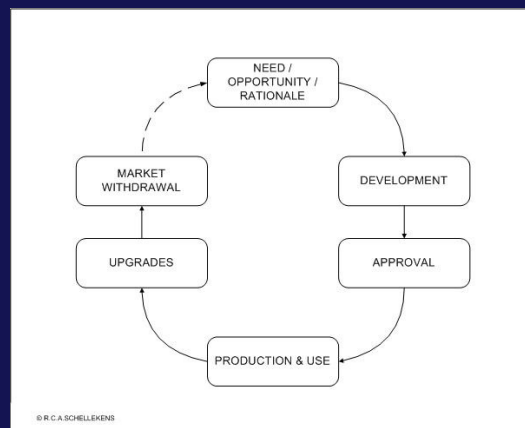 NEED /
OPPORTUNITY /
RATIONALE
DEVELOPMENT
APPROVAL
PRODUCTION & USE
UPGRADES
MARKET
WITHDRAWAL
© R.C.A.SCHELLEKENS